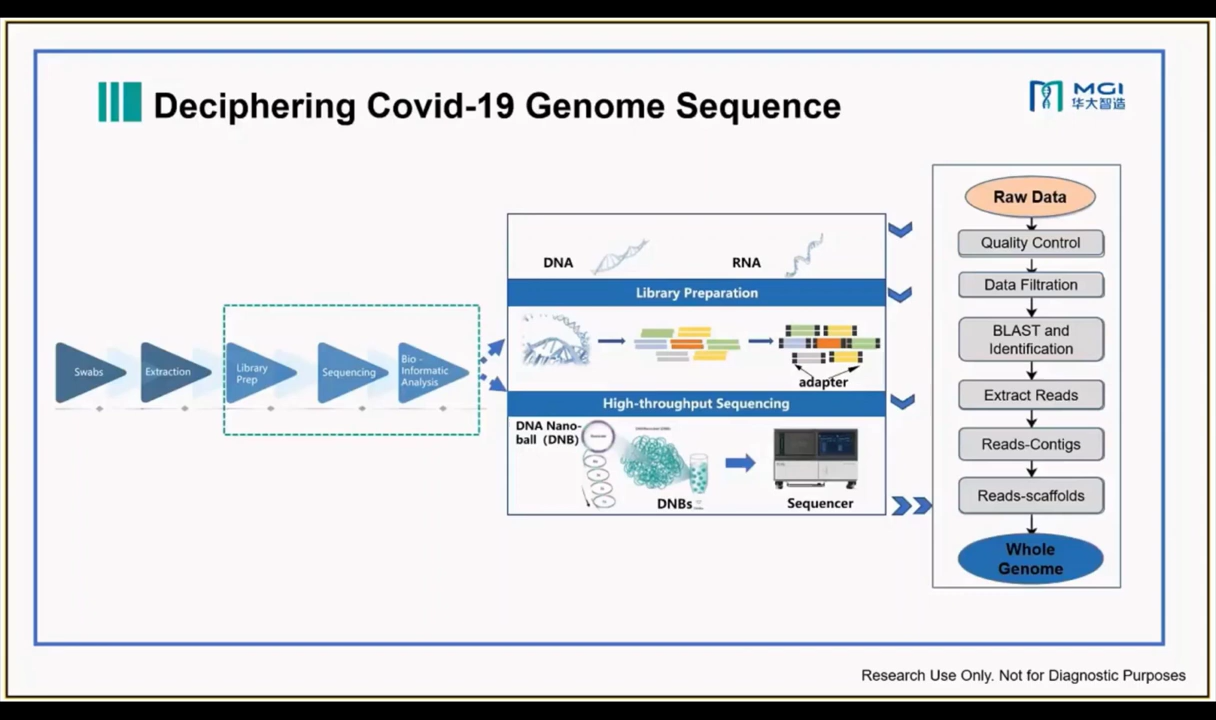 Deciphering Covid-19 Genome Sequence
MGI
华大智造
Swabs
Extraction
Library
Prep
Sequencing
Bio -
Informatic
Analysis
DNA
RNA
Library Preparation
adapter
High-throughput Sequencing
DNA Nano-
ball（DNB）
DNBs
Sequencer
Raw Data
Quality Control
Data Filtration
BLAST and
Identification
Extract Reads
Reads-Contigs
Reads-scaffolds
Whole
Genome
Research Use Only. Not for Diagnostic Purposes